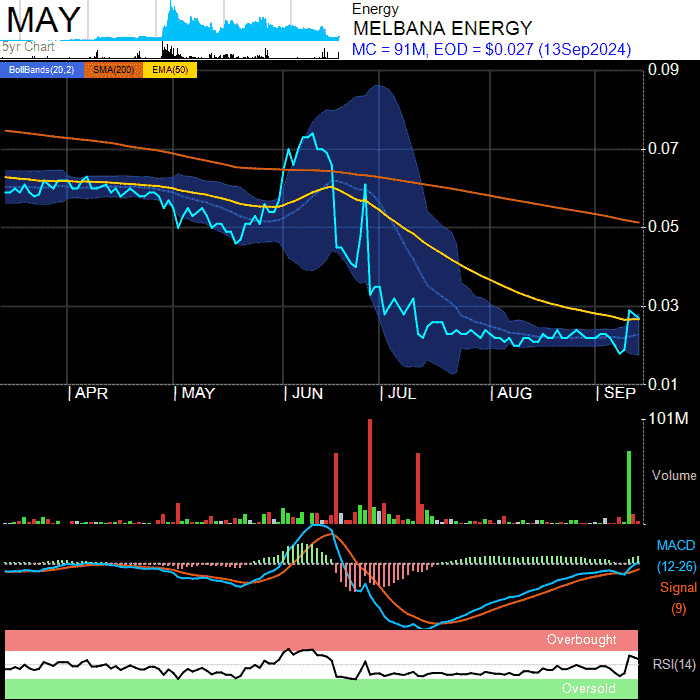 MAY
5yr Chart
Energy
MELBANA ENERGY
MC = 91M, EOD = $0.027 (13Sep2024)
BollBands(20,2) SMA(200) EMA(50)
0.09
0.07
0.05
0.03
0.01
APR MAY JUN JUL AUG SEP
101M
Volume
MACD
(12-26)
Signal
(9)
Overbought
RSI(14)
Oversold